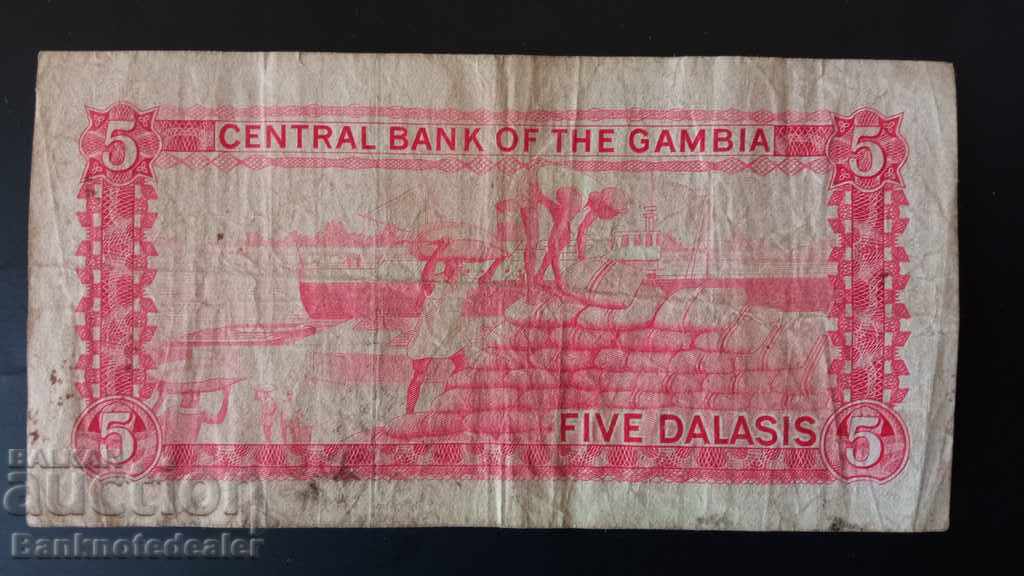 5 CENTRAL BANK OF THE GAMBIA 5
5 FIVE DALASIS 5
BALKAN
auction
Banknotedealer